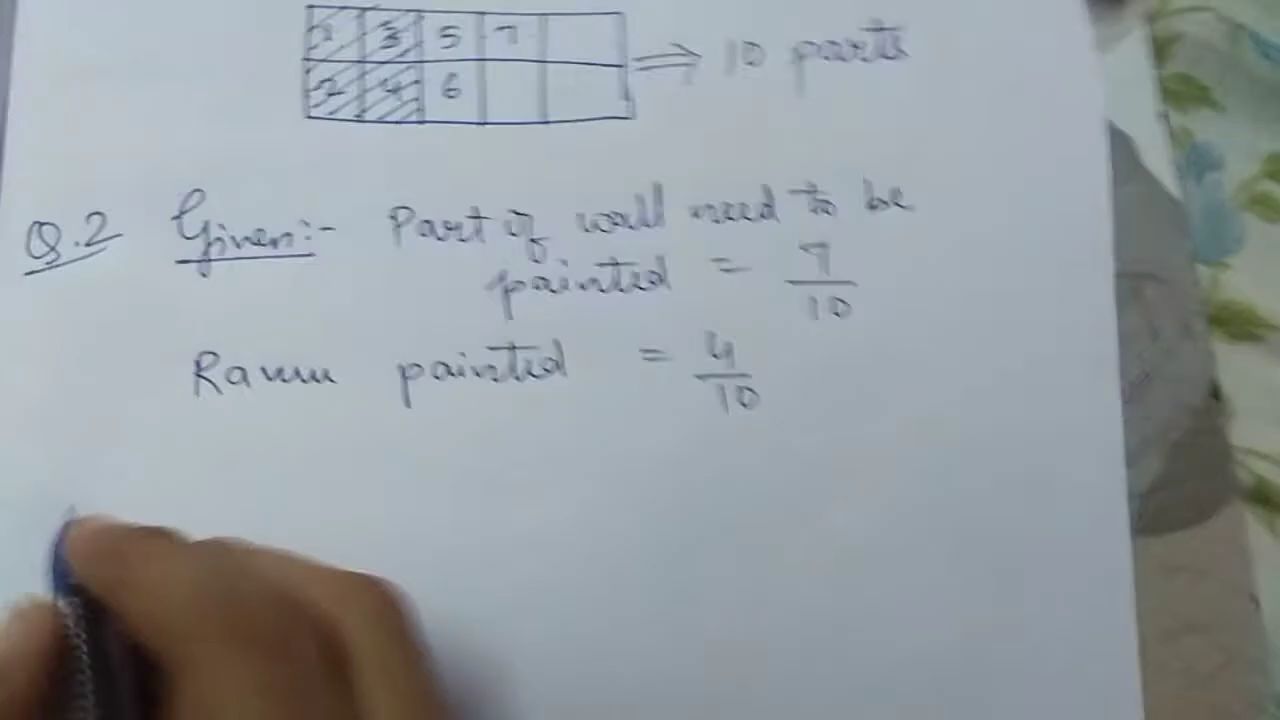 1 3 5 7
⇒ 10 parts
2 4 6
Q.2 Given:- Part of wall need to be
painted = 7/10
Ramu painted = 4/10